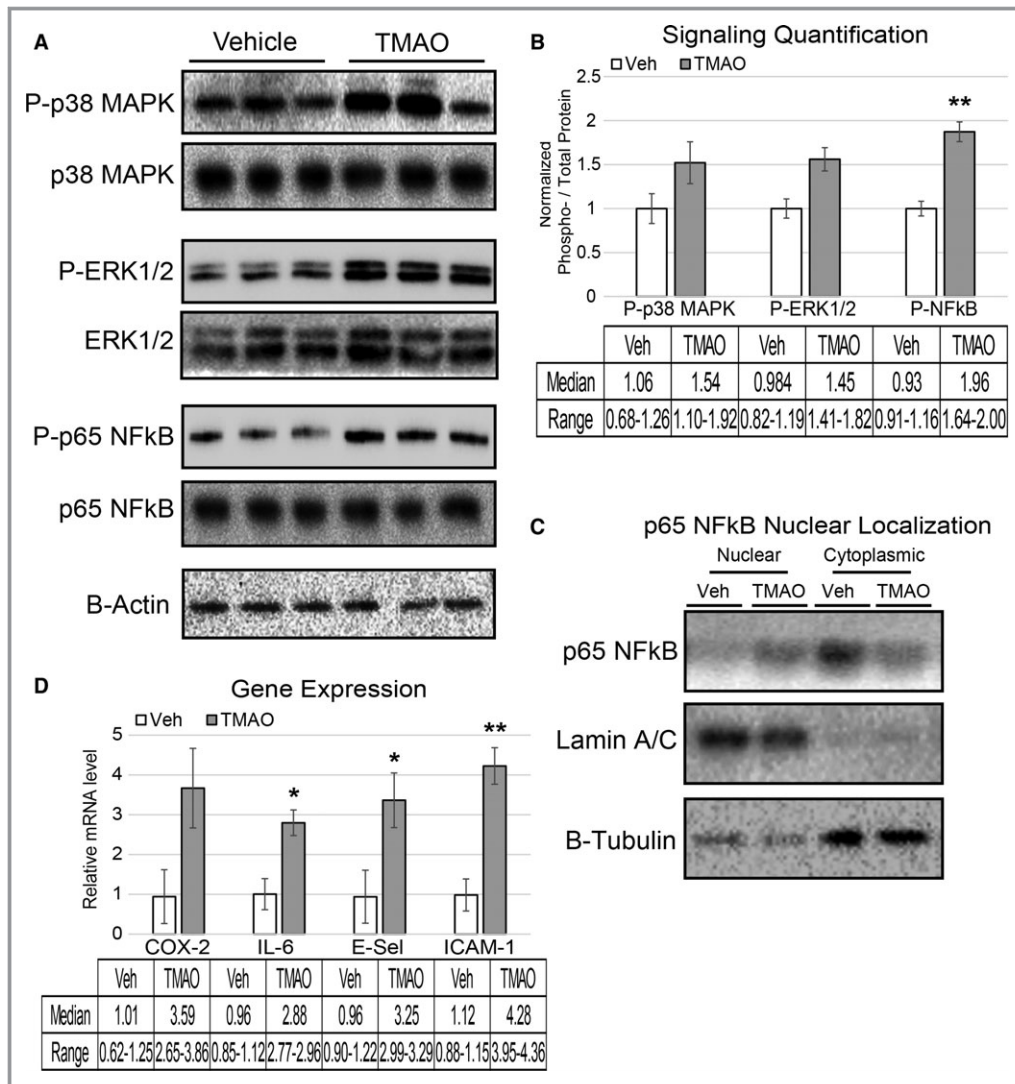 A
Vehicle TMAO
P-p38 MAPK
p38 MAPK
P-ERK1/2
ERK1/2
P-p65 NFkB
p65 NFkB
B-Actin
B
Signaling Quantification
Veh TMAO
Normalized
Phospho- / Total Protein
2.5
2
1.5
1
0.5
0
**
P-p38 MAPK P-ERK1/2 P-NFkB
Veh TMAO Veh TMAO Veh TMAO
Median 1.06 1.54 0.984 1.45 0.93 1.96
Range 0.68-1.26 1.10-1.92 0.82-1.19 1.41-1.82 0.91-1.16 1.64-2.00
C
p65 NFkB Nuclear Localization
Nuclear Cytoplasmic
Veh TMAO Veh TMAO
p65 NFkB
Lamin A/C
B-Tubulin
D
Gene Expression
Veh TMAO
Relative mRNA level
5
4
3
2
1
0
* * **
COX-2 IL-6 E-Sel ICAM-1
Veh TMAO Veh TMAO Veh TMAO Veh TMAO
Median 1.01 3.59 0.96 2.88 0.96 3.25 1.12 4.28
Range 0.62-1.25 2.65-3.86 0.85-1.12 2.77-2.96 0.90-1.22 2.99-3.29 0.88-1.15 3.95-4.36